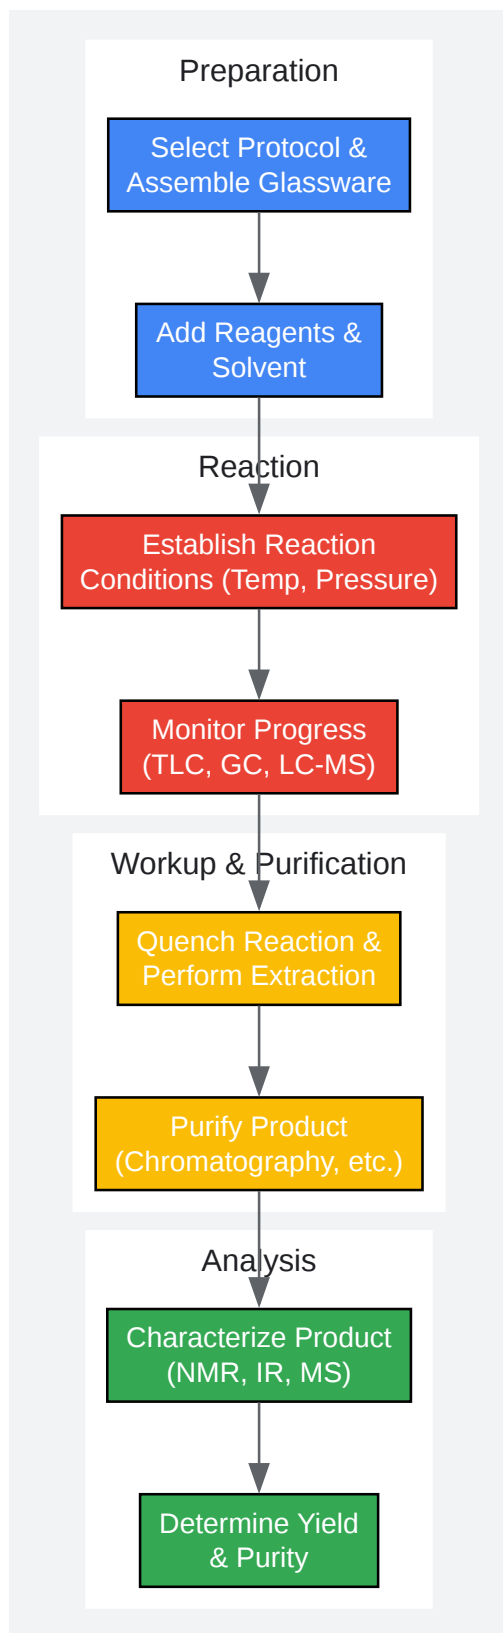 Preparation
Select Protocol &
Assemble Glassware
Add Reagents &
Solvent
Reaction
Establish Reaction
Conditions (Temp, Pressure)
Monitor Progress
(TLC, GC, LC-MS)
Workup & Purification
Quench Reaction &
Perform Extraction
Purify Product
(Chromatography, etc.)
Analysis
Characterize Product
(NMR, IR, MS)
Determine Yield
& Purity